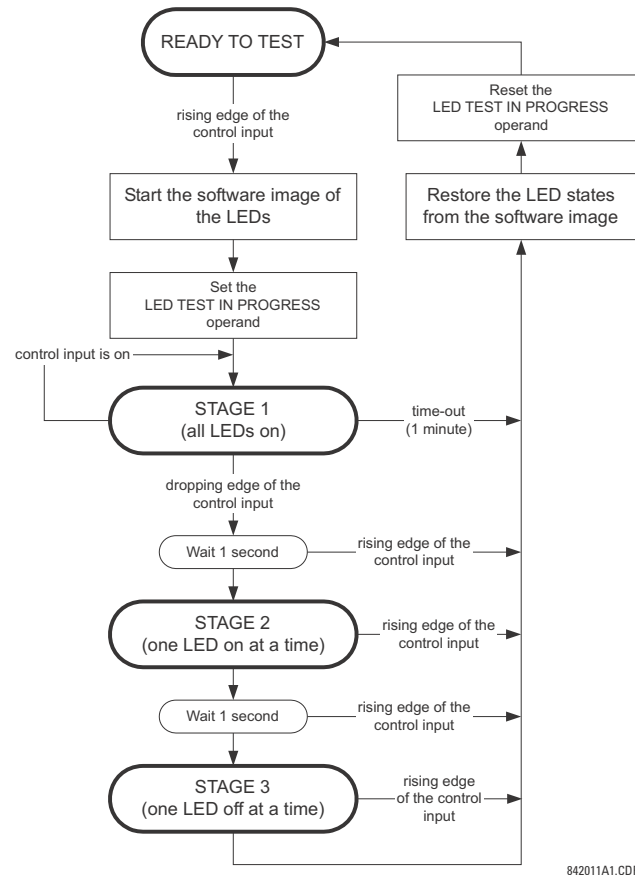 READY TO TEST
rising edge of the
control input
Start the software image of
the LEDs
Set the
LED TEST IN PROGRESS
operand
control input is on
STAGE 1
(all LEDs on)
time-out
(1 minute)
dropping edge of the
control input
Wait 1 second
rising edge of the
control input
STAGE 2
(one LED on at a time)
rising edge of the
control input
Wait 1 second
rising edge of the
control input
STAGE 3
(one LED off at a time)
rising edge
of the control
input
Reset the
LED TEST IN PROGRESS
operand
Restore the LED states
from the software image